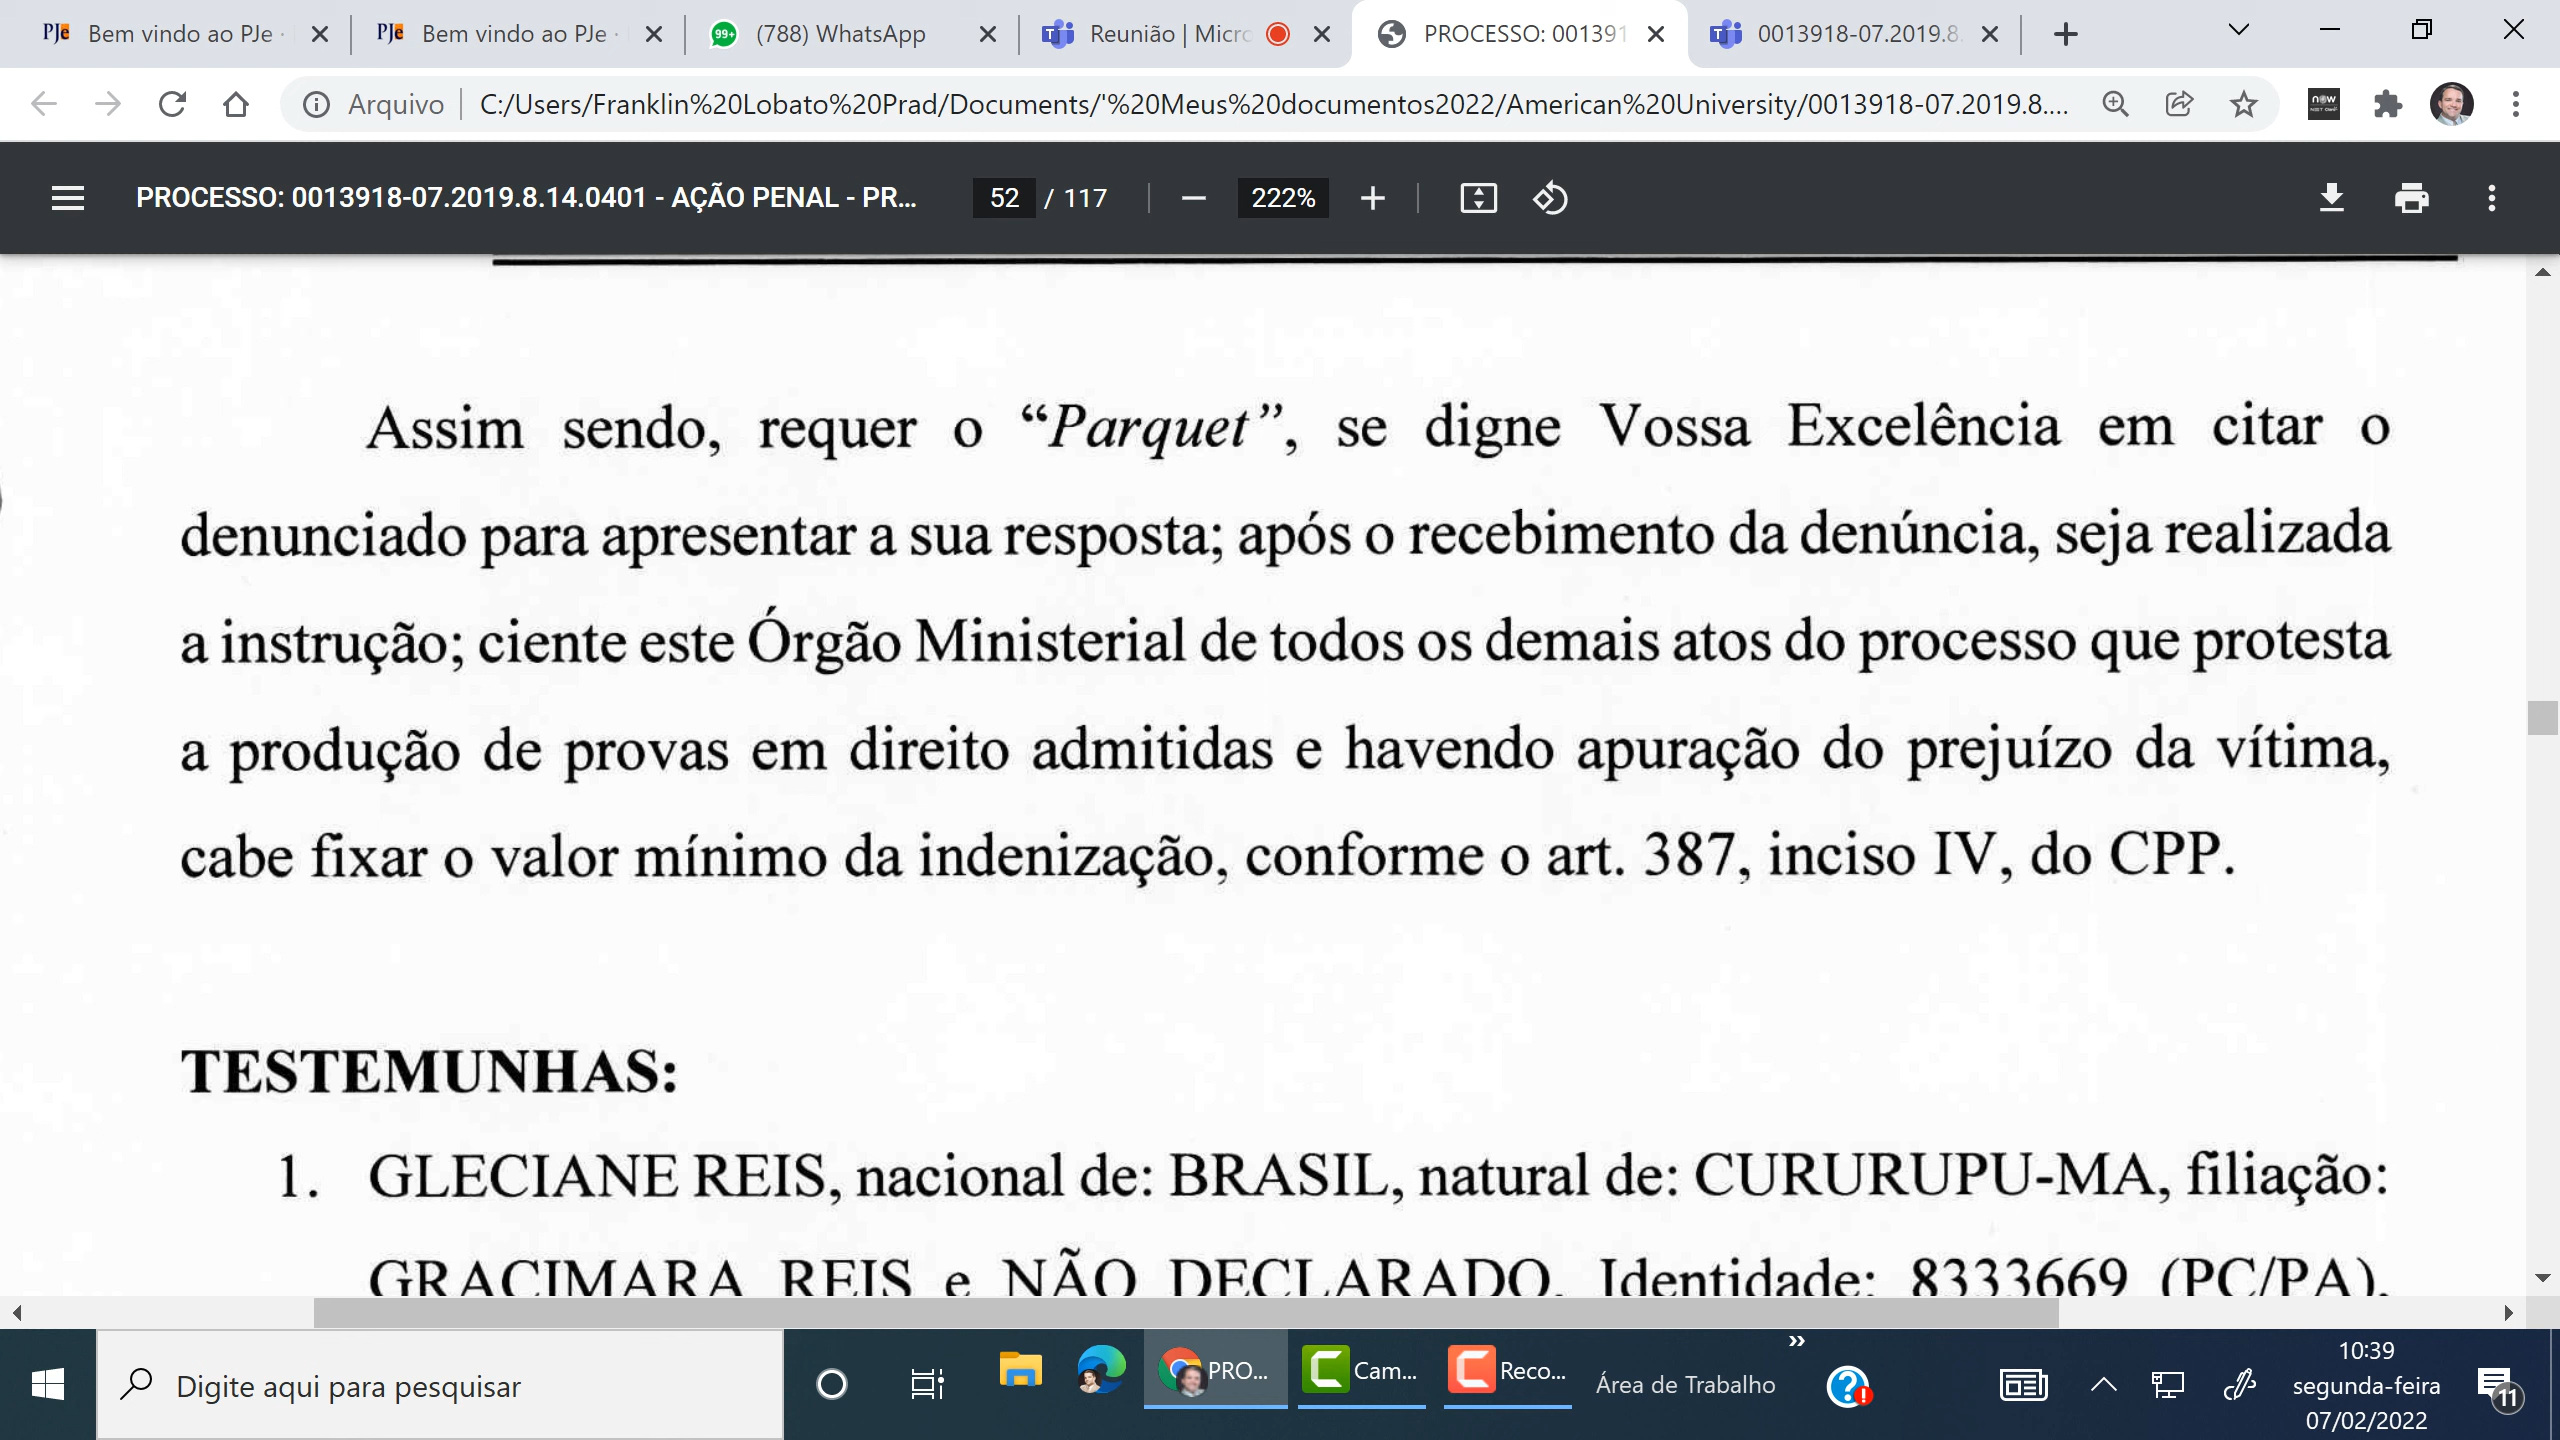 Bem vindo ao PJe ·
Bem vindo ao PJe ·
99+ (788) WhatsApp
Reunião | Micro
PROCESSO: 001391
0013918-07.2019.8.
Arquivo
C:/Users/Franklin%20Lobato%20Prad/Documents/'%20Meus%20documentos2022/American%20University/0013918-07.2019.8....
PROCESSO: 0013918-07.2019.8.14.0401 - AÇÃO PENAL - PR...
52 / 117
222%
Assim sendo, requer o “Parquet”, se digne Vossa Excelência em citar o
denunciado para apresentar a sua resposta; após o recebimento da denúncia, seja realizada
a instrução; ciente este Órgão Ministerial de todos os demais atos do processo que protesta
a produção de provas em direito admitidas e havendo apuração do prejuízo da vítima,
cabe fixar o valor mínimo da indenização, conforme o art. 387, inciso IV, do CPP.
TESTEMUNHAS:
1. GLECIANE REIS, nacional de: BRASIL, natural de: CURURUPU-MA, filiação:
GRACIMARA REIS e NÃO DECLARADO, Identidade: 8333669 (PC/PA),
Digite aqui para pesquisar
PRO...
Cam...
Reco...
Área de Trabalho
10:39
segunda-feira
07/02/2022
11